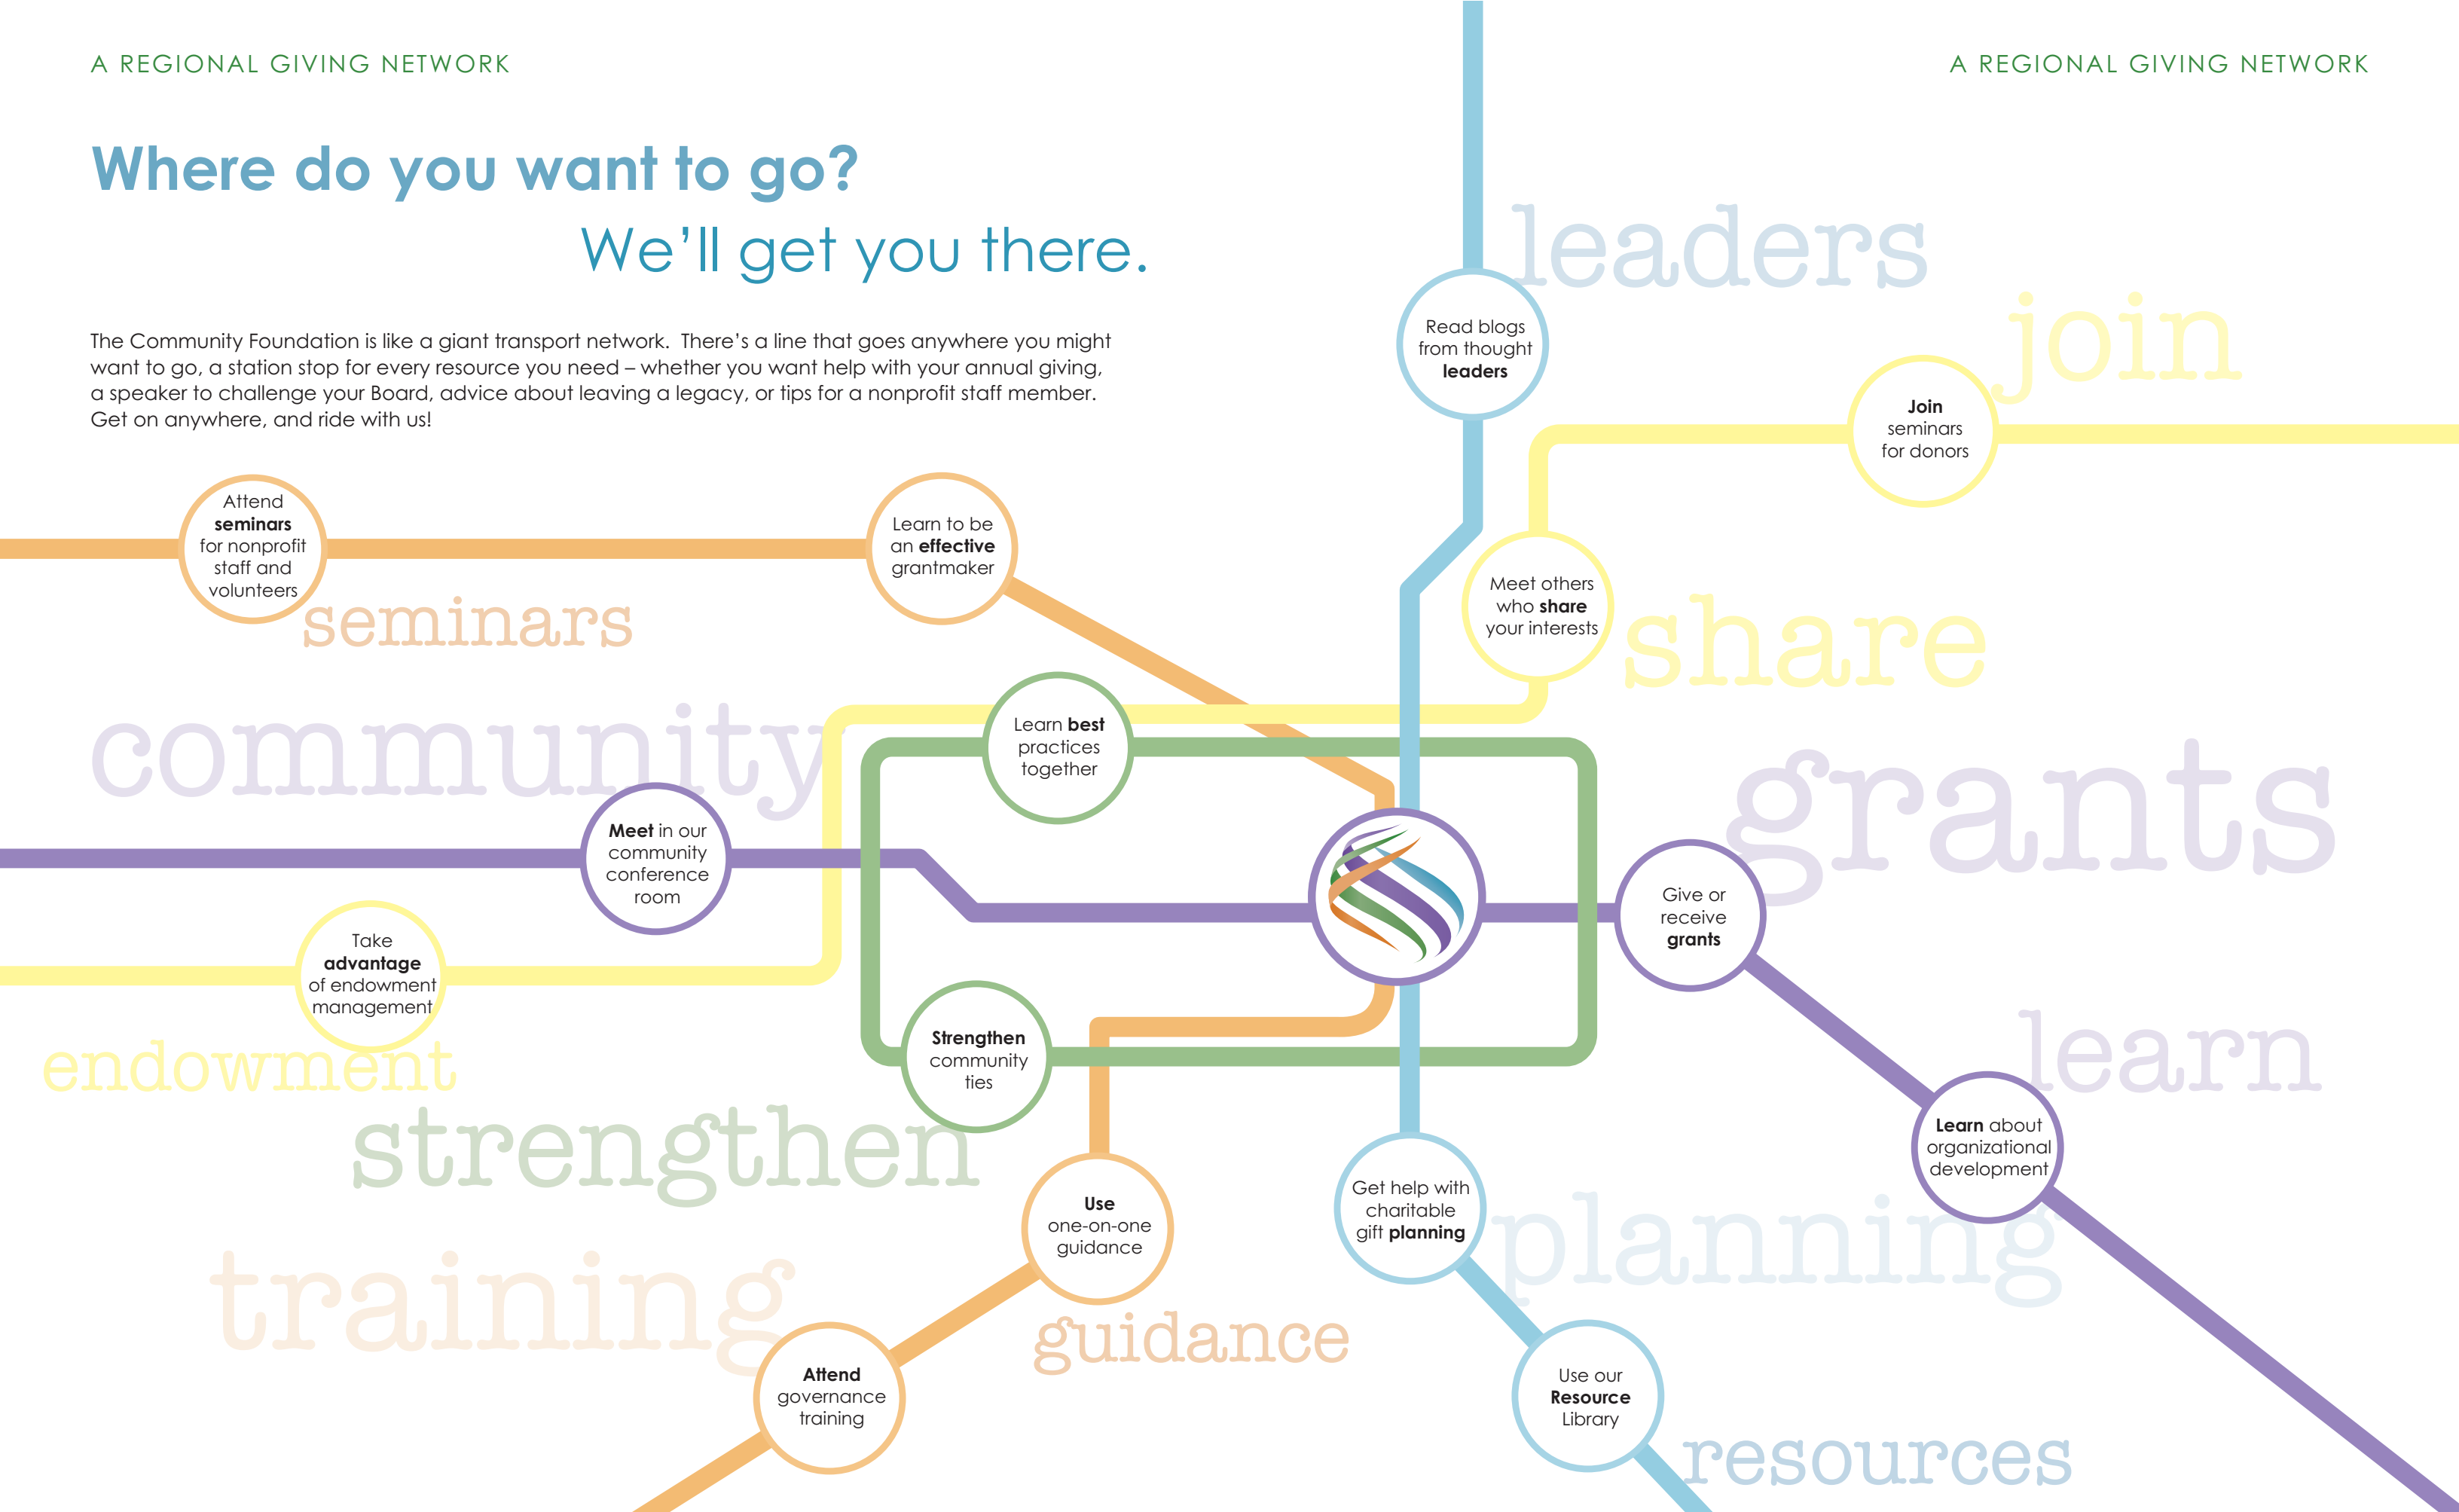 A REGIONAL GIVING NETWORK
A REGIONAL GIVING NETWORK
Where do you want to go?
We’ll get you there.
The Community Foundation is like a giant transport network.  There’s a line that goes anywhere you might
want to go, a station stop for every resource you need – whether you want help with your annual giving,
a speaker to challenge your Board, advice about leaving a legacy, or tips for a nonprofit staff member.
Get on anywhere, and ride with us!
leaders
Read blogs
from thought
leaders
join
Join
seminars
for donors
Attend
seminars
for nonprofit
staff and
volunteers
seminars
Learn to be
an effective
grantmaker
Meet others
who share
your interests
share
community
Learn best
practices
together
grants
Meet in our
community
conference
room
Give or
receive
grants
Take
advantage
of endowment
management
endowment
Strengthen
community
ties
strengthen
learn
Learn about
organizational
development
Use
one-on-one
guidance
guidance
Get help with
charitable
gift planning
planning
training
Attend
governance
training
Use our
Resource
Library
resources